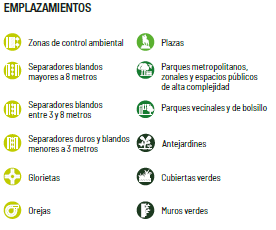 EMPLAZAMIENTOS
Zonas de control ambiental
Separadores blandos
mayores a 8 metros
Separadores blandos
entre 3 y 8 metros
Separadores duros y blandos
menores a 3 metros
Glorietas
Orejas
Plazas
Parques metropolitanos,
zonales y espacios públicos
de alta complejidad
Parques vecinales y de bolsillo
Antejardines
Cubiertas verdes
Muros verdes